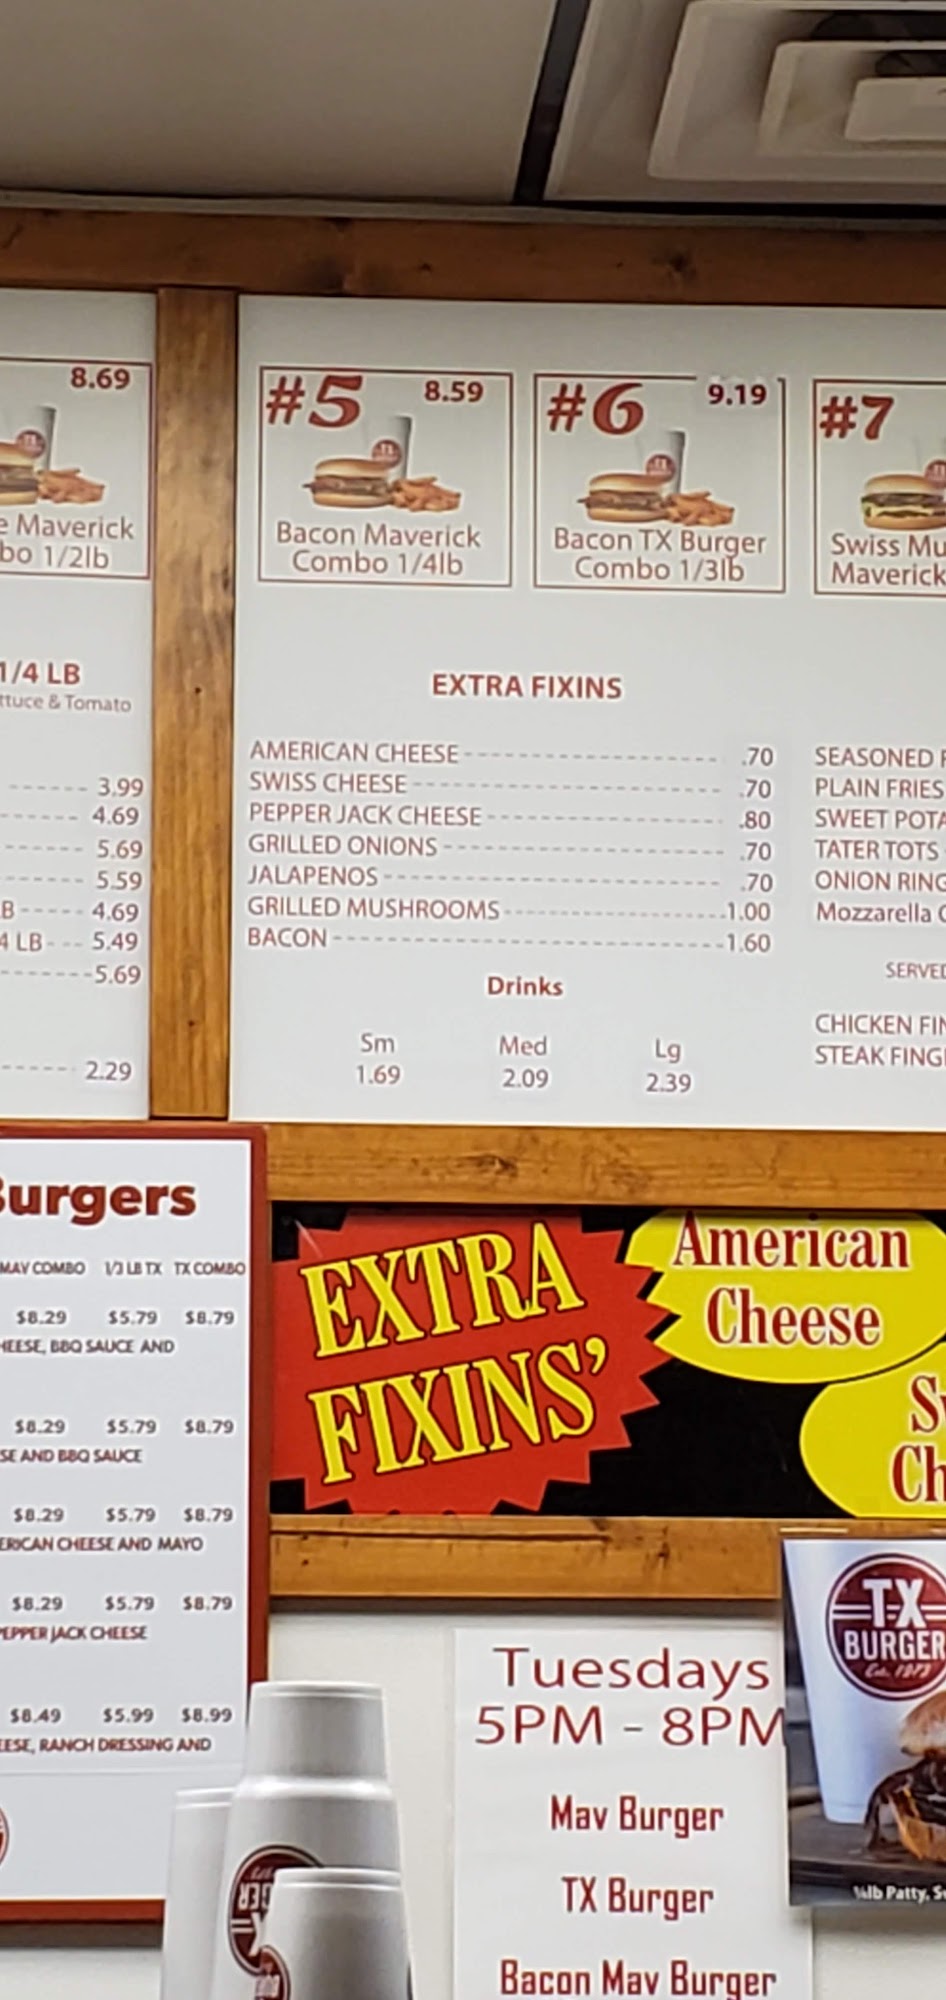 8.69
e Maverick
bo 1/2lb
1/4 LB
ttuce & Tomato
3.99
4.69
5.69
5.59
B 4.69
4 LB 5.49
5.69
2.29
#5 8.59
Bacon Maverick
Combo 1/4lb
#6 9.19
Bacon TX Burger
Combo 1/3lb
#7
Swiss Mu
Maverick
EXTRA FIXINS
AMERICAN CHEESE .70
SWISS CHEESE .70
PEPPER JACK CHEESE .80
GRILLED ONIONS .70
JALAPENOS .70
GRILLED MUSHROOMS 1.00
BACON 1.60
Drinks
Sm Med Lg
1.69 2.09 2.39
SEASONED F
PLAIN FRIES
SWEET POTA
TATER TOTS
ONION RING
Mozzarella
SERVED
CHICKEN FIN
STEAK FING
Burgers
MAV COMBO 1/3 LB TX TX COMBO
$8.29 $5.79 $8.79
HEESE, BBQ SAUCE AND
$8.29 $5.79 $8.79
SE AND BBQ SAUCE
$8.29 $5.79 $8.79
ERICAN CHEESE AND MAYO
$8.29 $5.79 $8.79
PEPPER JACK CHEESE
$8.49 $5.99 $8.99
EESE, RANCH DRESSING AND
EXTRA
FIXINS'
American
Cheese
Sw
Ch
Tuesdays
5PM - 8PM
Mav Burger
TX Burger
Bacon Mav Burger
TX
BURGER
Est. 1973
Patty,